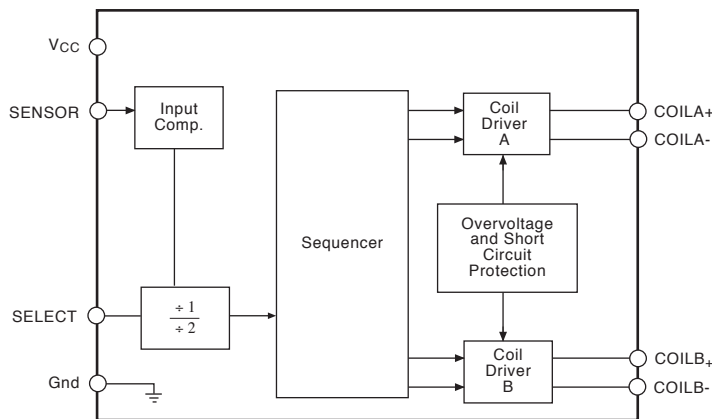 VCC
SENSOR
Input
Comp.
SELECT
÷ 1
÷ 2
Gnd
Sequencer
Coil
Driver
A
COILA+
COILA-
Overvoltage
and Short
Circuit
Protection
Coil
Driver
B
COILB+
COILB-